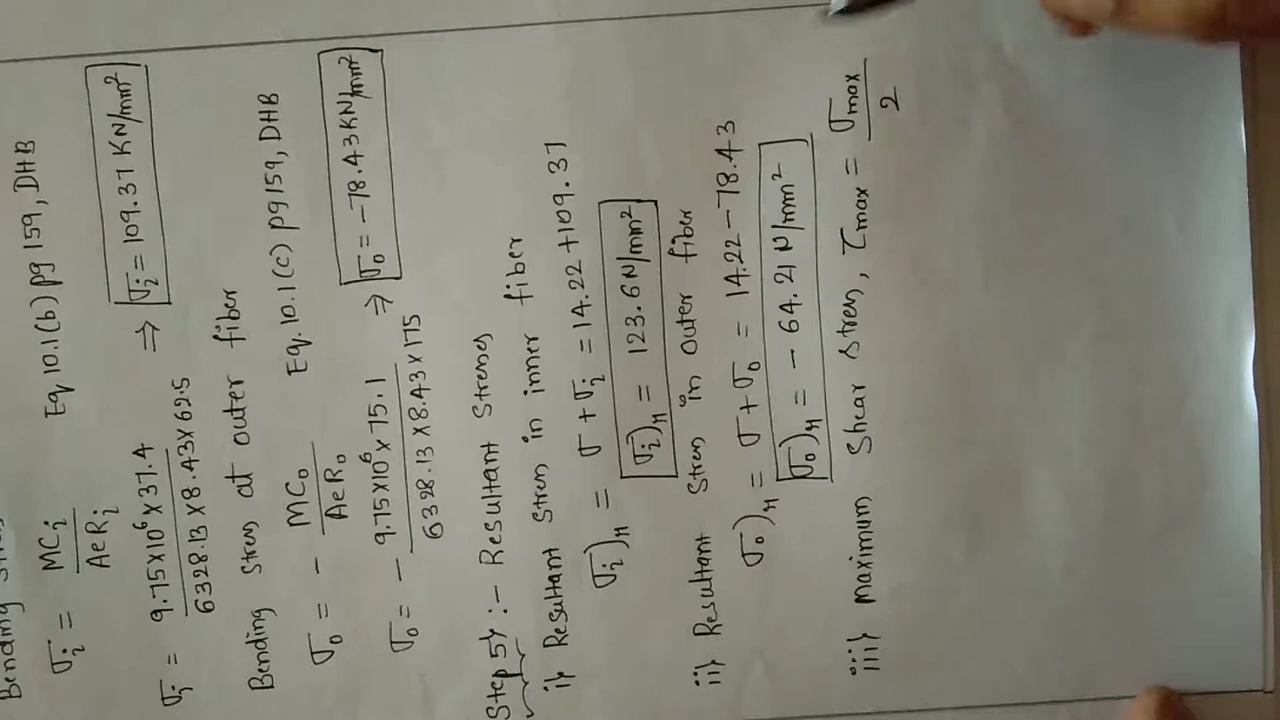 Bending
σi = MCi / AeRi    Eq 10.1(b) pg 159, DHB
σi = 9.75×10⁶×37.4 / 6328.13×8.43×62.5 ⇒ σi = 109.37 KN/mm²
Bending Stress at outer fiber
σo = - MCo / AeRo    Eq. 10.1(c) pg 159, DHB
σo = - 9.75×10⁶×75.1 / 6328.13×8.43×175 ⇒ σo = -78.43 KN/mm²
Step 5} :- Resultant Stresses
i} Resultant Stress in inner fiber
σi)r = σ + σi = 14.22 + 109.37
σi)r = 123.6 N/mm²
ii} Resultant Stress in outer fiber
σo)r = σ + σo = 14.22 - 78.43
σo)r = - 64.21 N/mm²
iii} maximum Shear Stress, τmax = σmax / 2